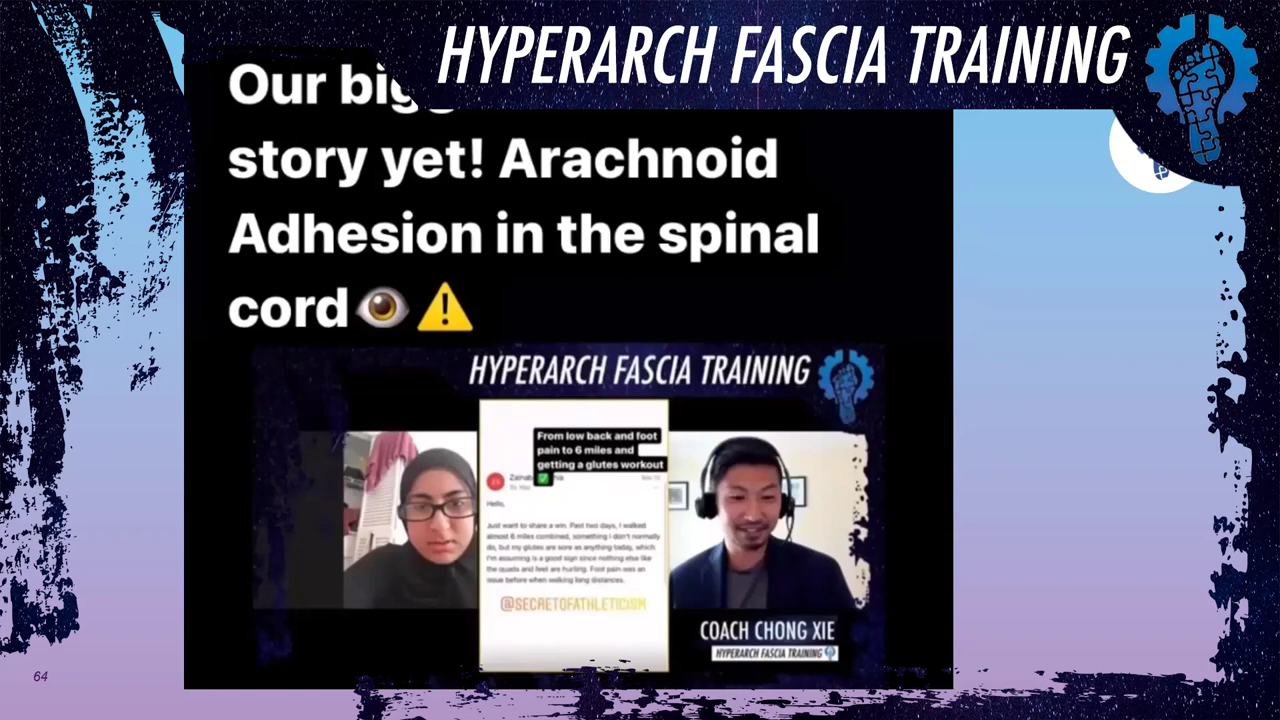 HYPERARCH FASCIA TRAINING
Our big
story yet! Arachnoid
Adhesion in the spinal
cord👁️⚠️
HYPERARCH FASCIA TRAINING
From low back and foot
pain to 6 miles and
getting a glutes workout
✅
Zainab
To You
Hello,
Just want to share a win. Past two days, I walked
almost 6 miles combined, something I don't normally
do, but my glutes are sore as anything today, which
I'm assuming is a good sign since nothing else like
the quads and feet are hurting. Foot pain was an
issue before when walking long distances.
@SECRETOFATHLETICISM
COACH CHONG XIE
HYPERARCH FASCIA TRAINING
64